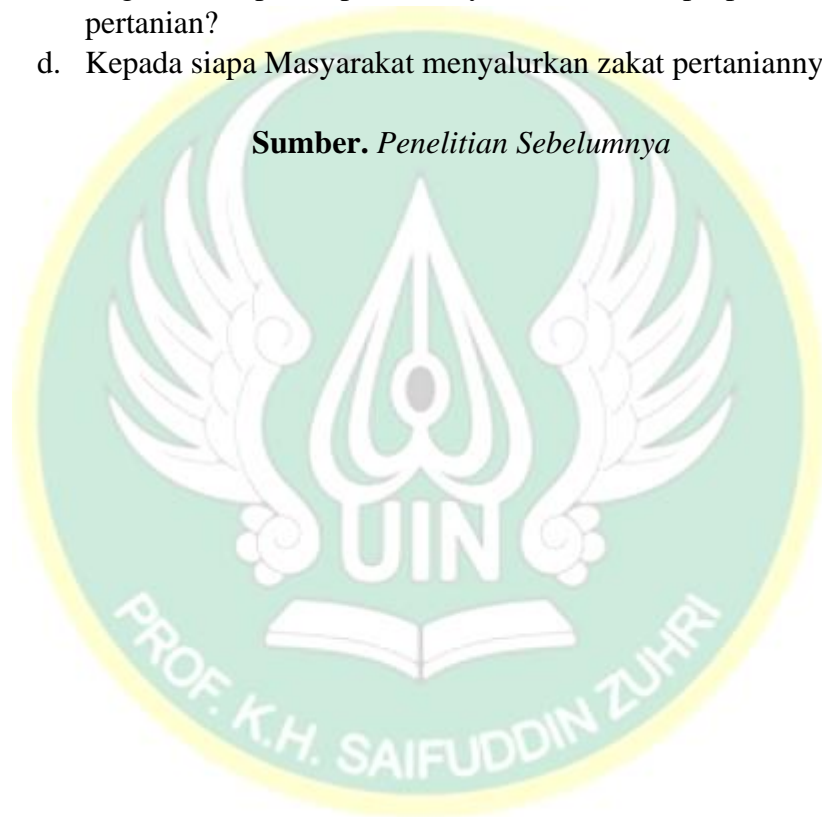 pertanian?
d. Kepada siapa Masyarakat menyalurkan zakat pertanianny
Sumber. Penelitian Sebelumnya
UIN
PROF. K.H. SAIFUDDIN ZUHRI